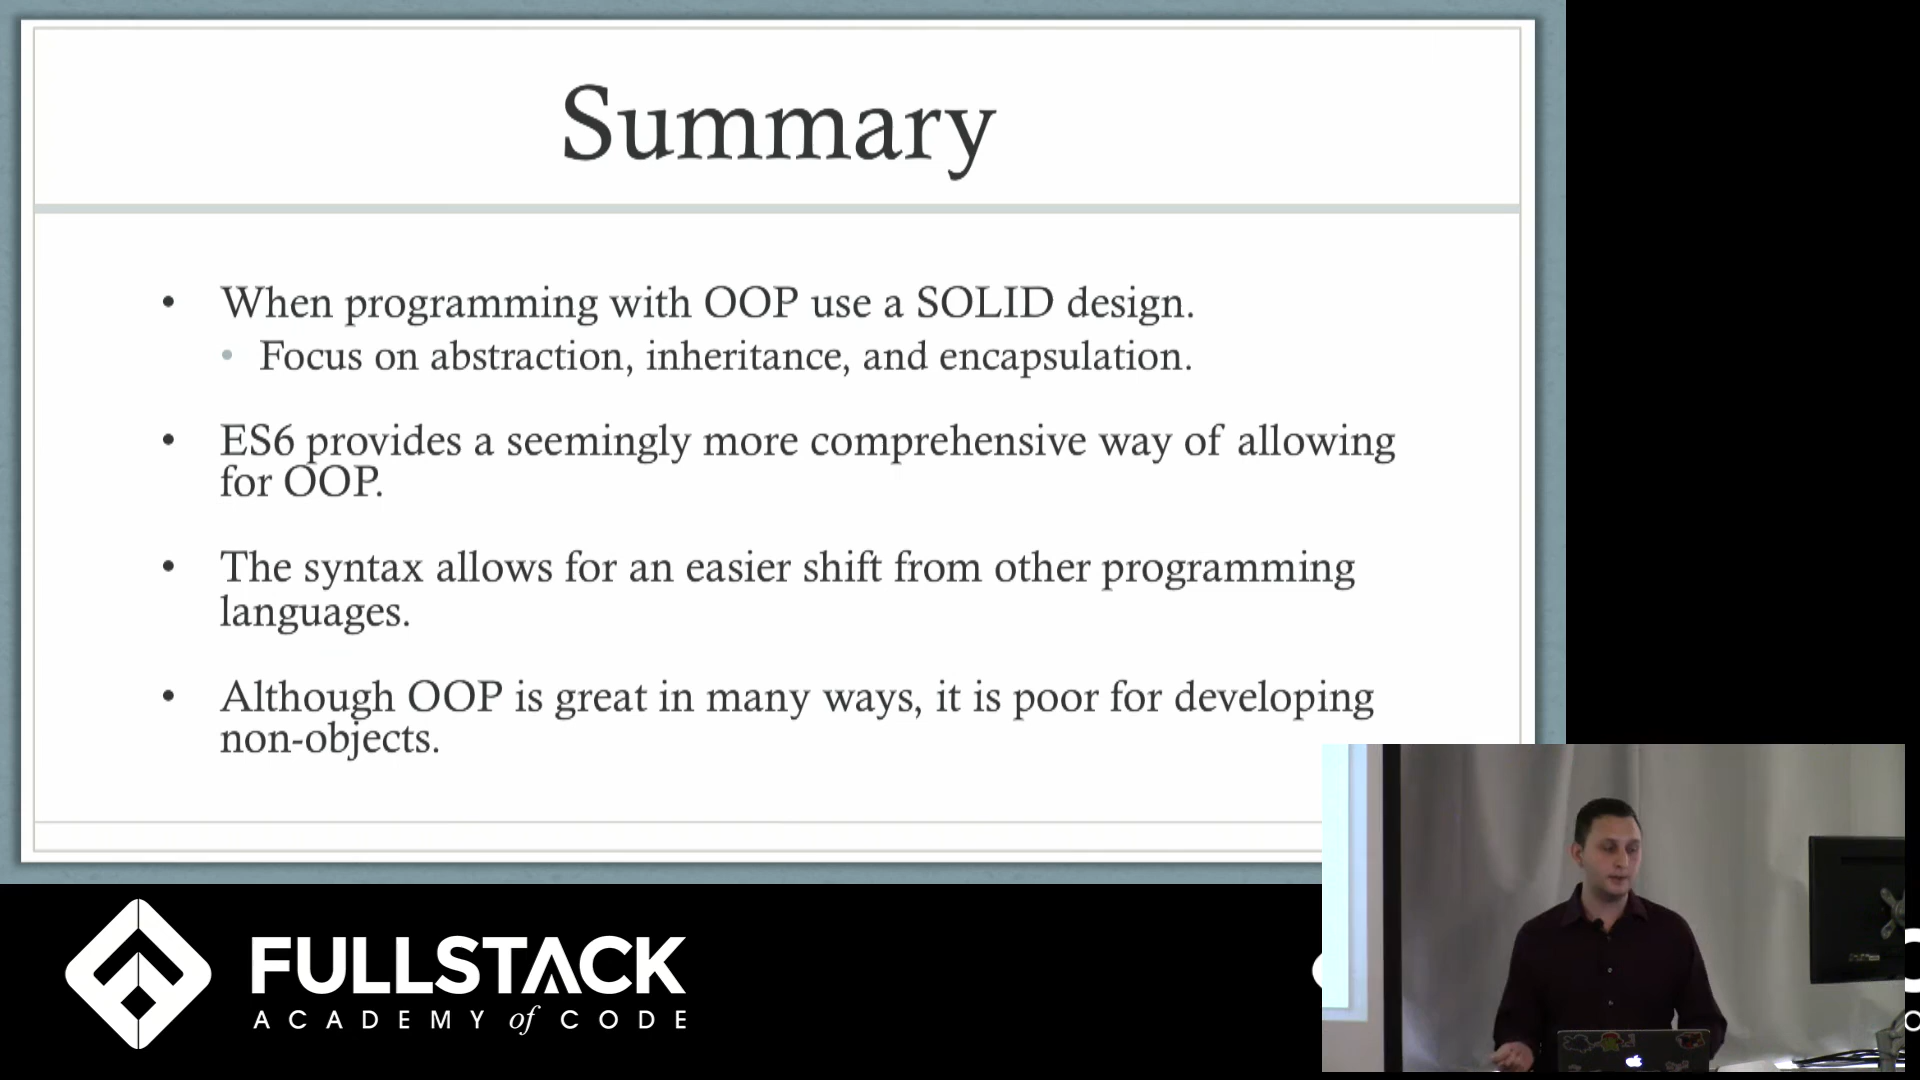 Summary
• When programming with OOP use a SOLID design.
• Focus on abstraction, inheritance, and encapsulation.
• ES6 provides a seemingly more comprehensive way of allowing
for OOP.
• The syntax allows for an easier shift from other programming
languages.
• Although OOP is great in many ways, it is poor for developing
non-objects.
FULLSTACK
ACADEMY of CODE